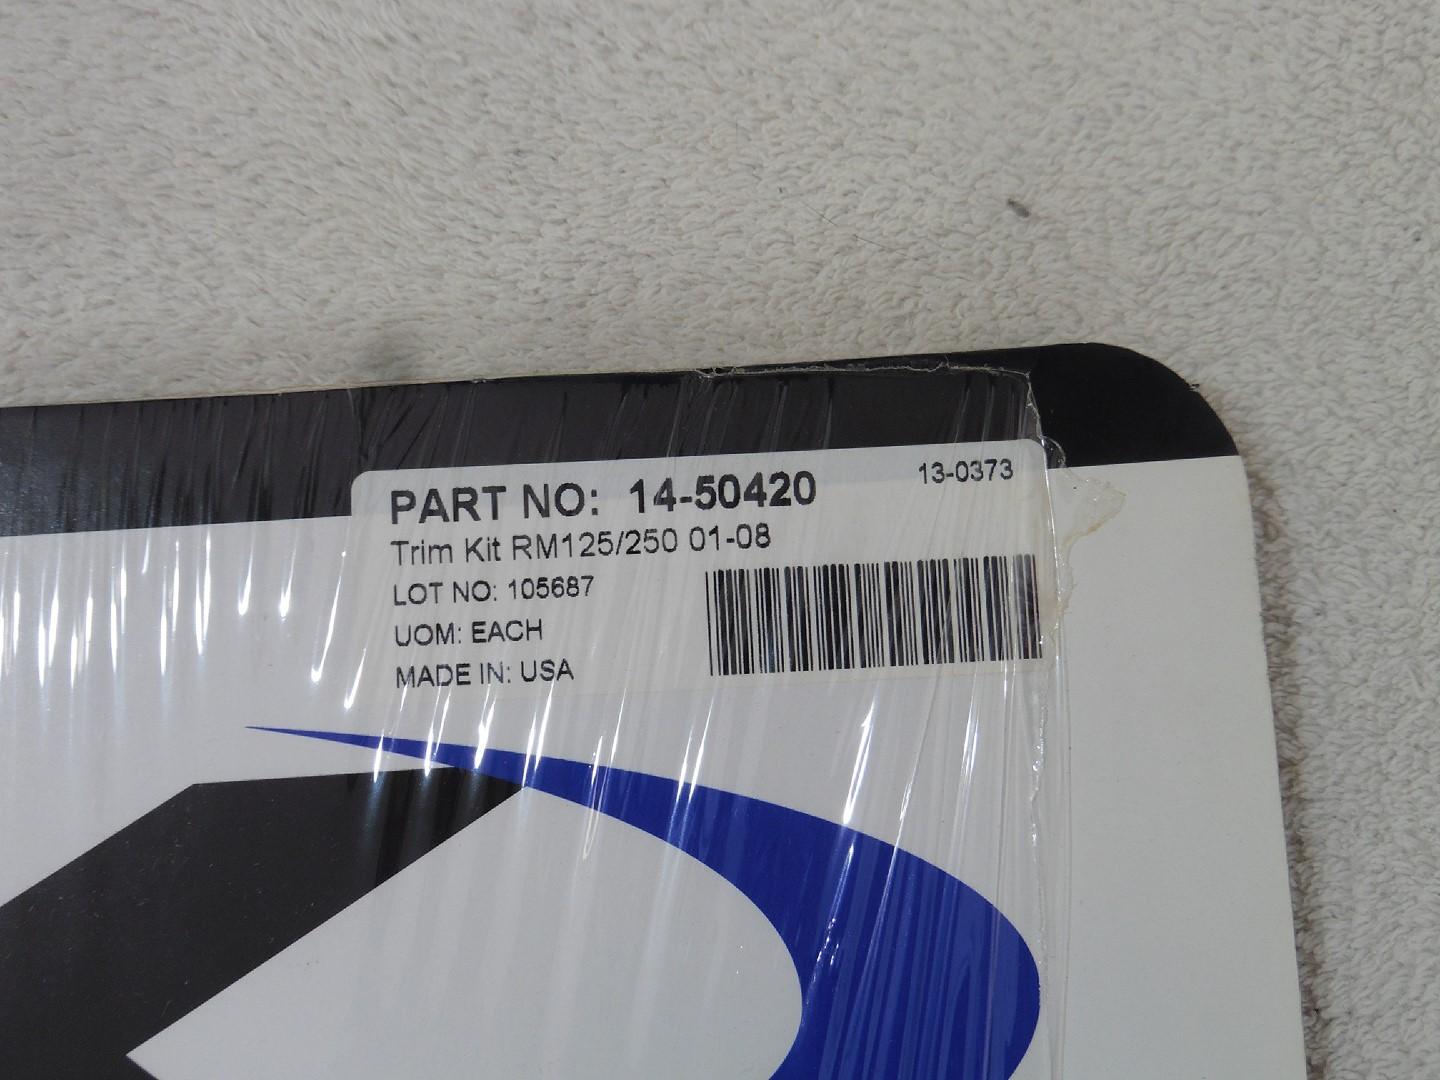 PART NO: 14-50420
13-0373
Trim Kit RM125/250 01-08
LOT NO: 105687
UOM: EACH
MADE IN: USA